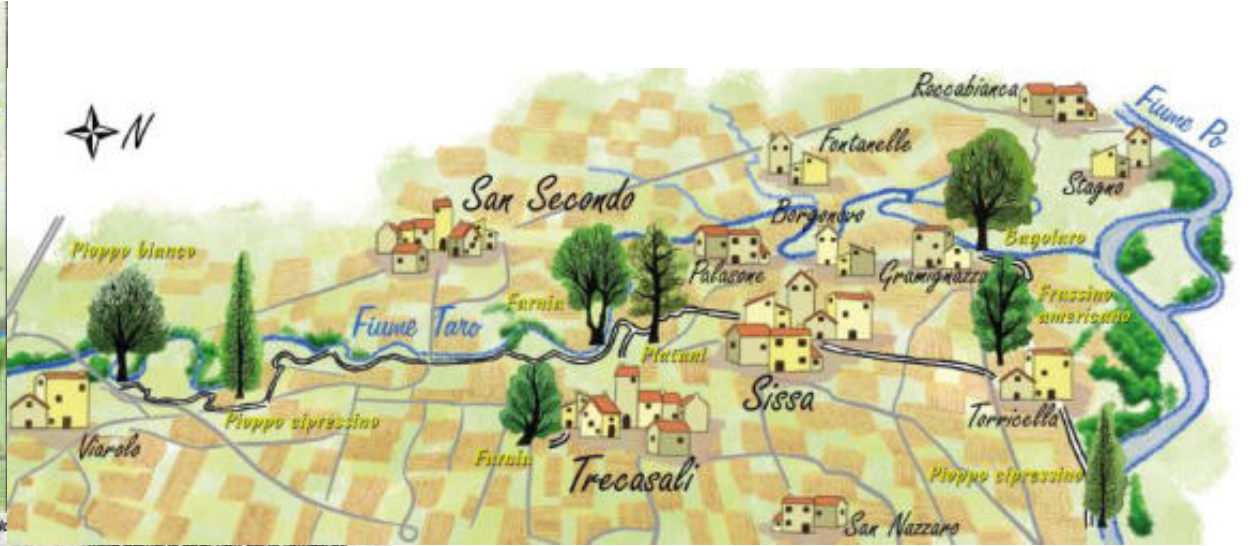 Roccabianca
Fiume Po
N
Fontanelle
Stagno
San Secondo
Borgonovo
Pioppo bianco
Bagolaro
Palasone
Gramignazzo
Farnia
Frassino
americano
Fiume Taro
Platani
Sissa
Torricella
Pioppo cipressino
Viarolo
Farnia
Trecasali
Pioppo cipressino
San Nazzaro